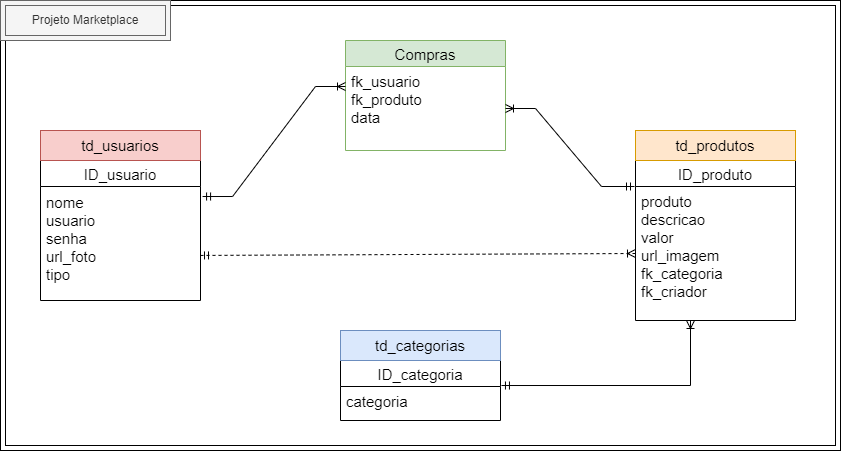 Projeto Marketplace
Compras
fk_usuario
fk_produto
data
td_usuarios
ID_usuario
nome
usuario
senha
url_foto
tipo
td_produtos
ID_produto
produto
descricao
valor
url_imagem
fk_categoria
fk_criador
td_categorias
ID_categoria
categoria